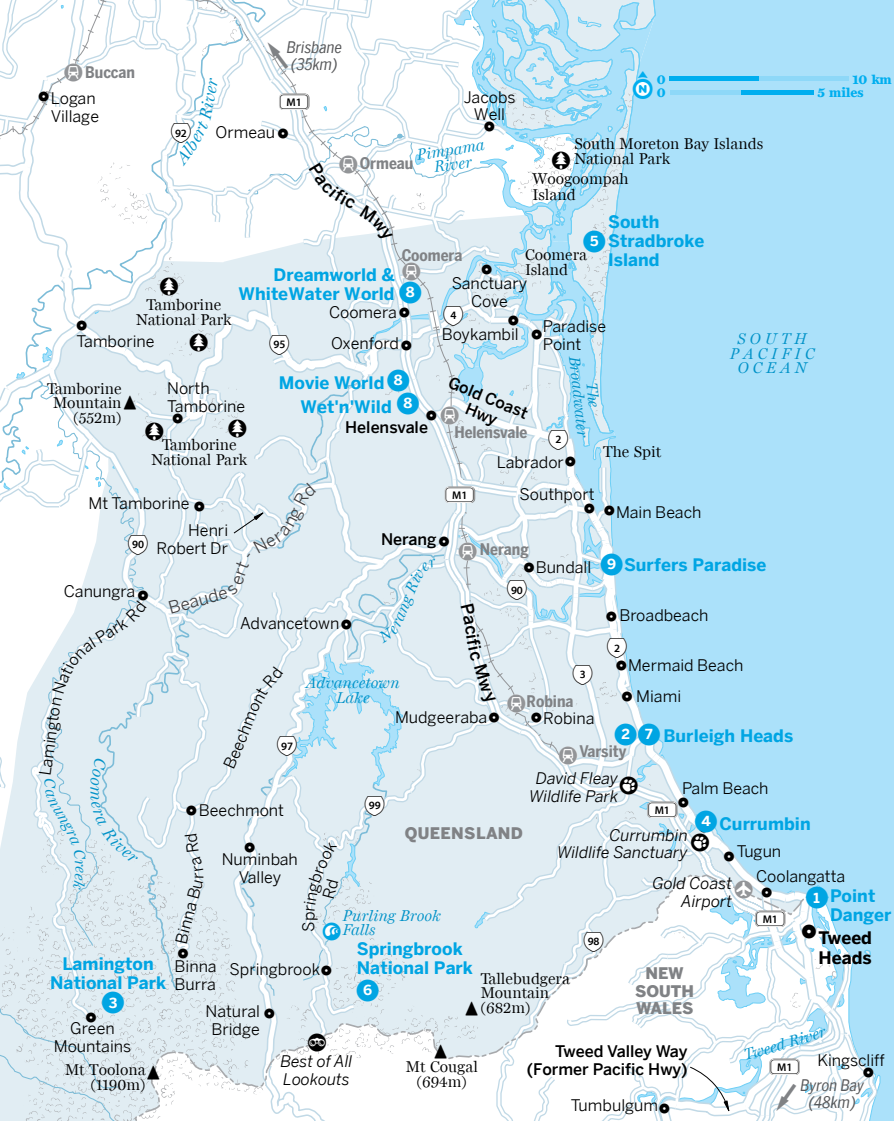 Brisbane
(35km)
Buccan
Logan
Village
M1
0
10 km
N
0
5 miles
Jacobs
Well
92
Albert River
Ormeau
Ormeau
Pimpama
River
South Moreton Bay Islands
National Park
Woogoompah
Island
Pacific Mwy
5
South
Stradbroke
Island
Coomera
Coomera
Island
Dreamworld &
WhiteWater World
8
Sanctuary
Cove
Tamborine
National Park
Coomera
4
Boykambil
Paradise
Point
Tamborine
95
Oxenford
SOUTH
PACIFIC
OCEAN
The
Broadwater
Tamborine
Mountain
(552m)
North
Tamborine
Movie World
8
Wet'n'Wild
8
Gold Coast
Hwy
Helensvale
Helensvale
Tamborine
National Park
2
The Spit
Labrador
M1
Southport
Main Beach
Mt Tamborine
Henri
Robert Dr
Beaudesert - Nerang Rd
90
Nerang
Nerang
Bundall
9
Surfers Paradise
90
Canungra
Nerang River
Advancetown
Broadbeach
Pacific Mwy
2
Lamington National Park Rd
Mermaid Beach
3
Advancetown
Lake
Miami
Beechmont Rd
Robina
Mudgeeraba
Robina
97
2
7
Burleigh Heads
Varsity
Coomera River
Canungra Creek
David Fleay
Wildlife Park
Palm Beach
99
M1
Beechmont
QUEENSLAND
4
Currumbin
Currumbin
Wildlife Sanctuary
Tugun
Numinbah
Valley
Binna Burra Rd
Springbrook
Rd
Coolangatta
Gold Coast
Airport
1
Point
Danger
M1
Purling Brook
Falls
Tweed
Heads
98
Springbrook
National Park
6
Lamington
National Park
3
Binna
Burra
Springbrook
Tallebudgera
Mountain
(682m)
NEW
SOUTH
WALES
Green
Mountains
Natural
Bridge
Tweed River
Best of All
Lookouts
Mt Cougal
(694m)
Tweed Valley Way
(Former Pacific Hwy)
Kingscliff
Mt Toolona
(1190m)
M1
Byron Bay
(48km)
Tumbulgum